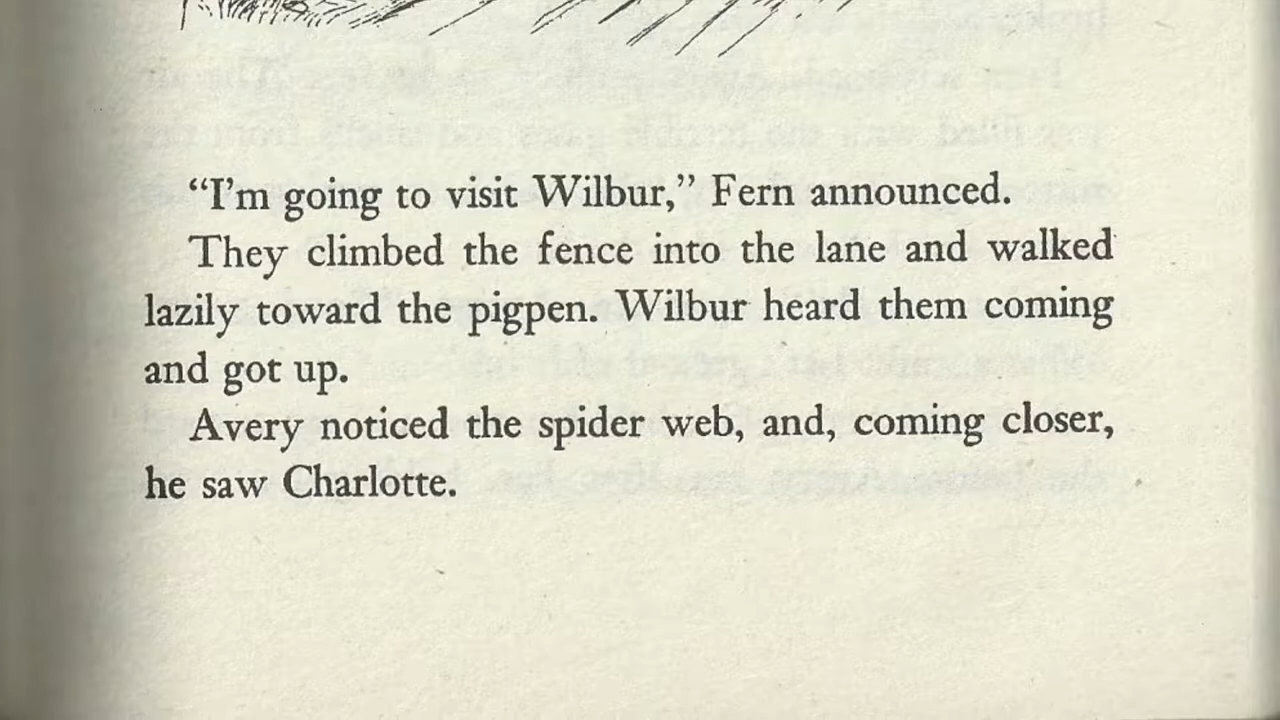 “I’m going to visit Wilbur,” Fern announced.
They climbed the fence into the lane and walked
lazily toward the pigpen. Wilbur heard them coming
and got up.
Avery noticed the spider web, and, coming closer,
he saw Charlotte.